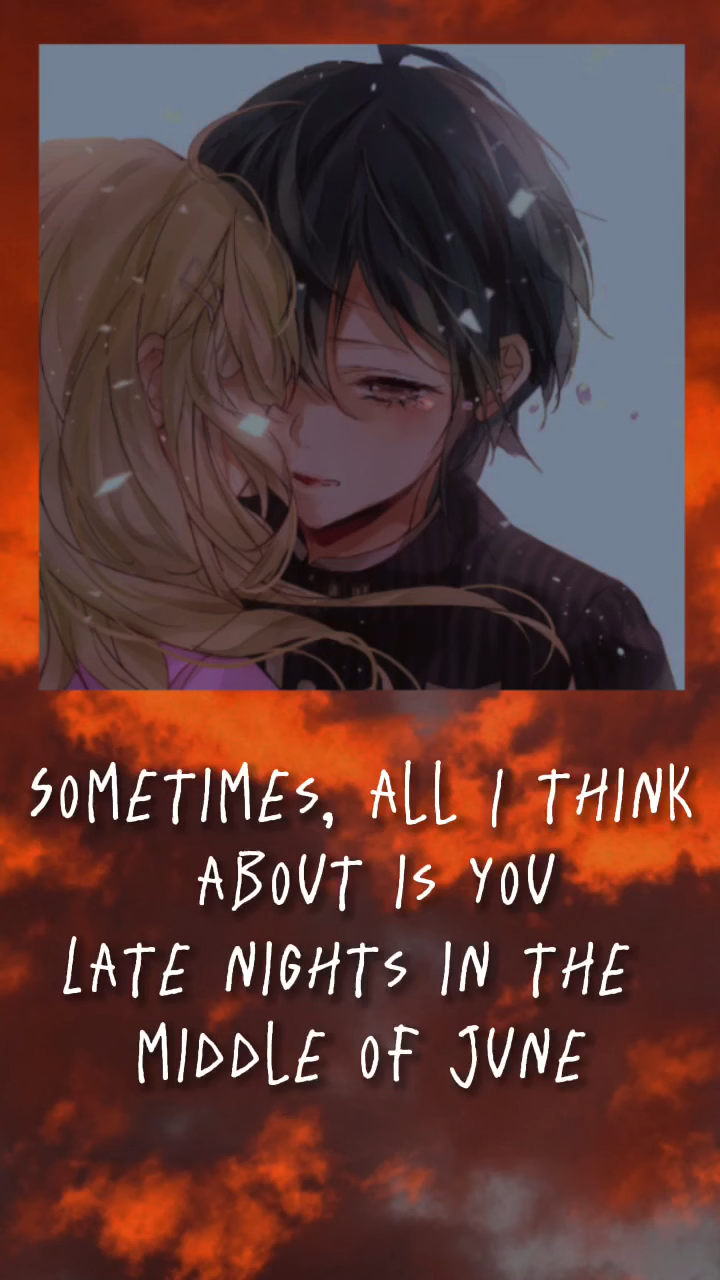 SOMETIMES, ALL I THINK
ABOUT IS YOU
LATE NIGHTS IN THE
MIDDLE OF JUNE